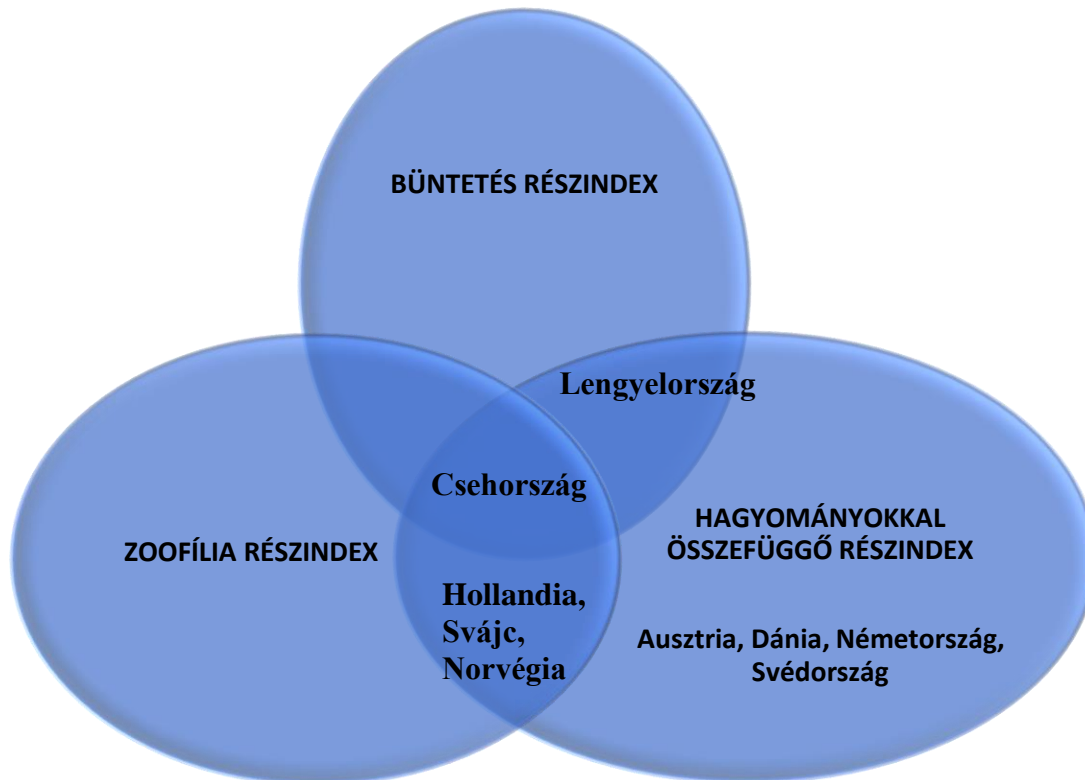 BÜNTETÉS RÉSZINDEX
Lengyelország
Csehország
ZOOFÍLIA RÉSZINDEX
HAGYOMÁNYOKKAL
ÖSSZEFÜGGŐ RÉSZINDEX
Hollandia,
Svájc,
Norvégia
Ausztria, Dánia, Németország,
Svédország